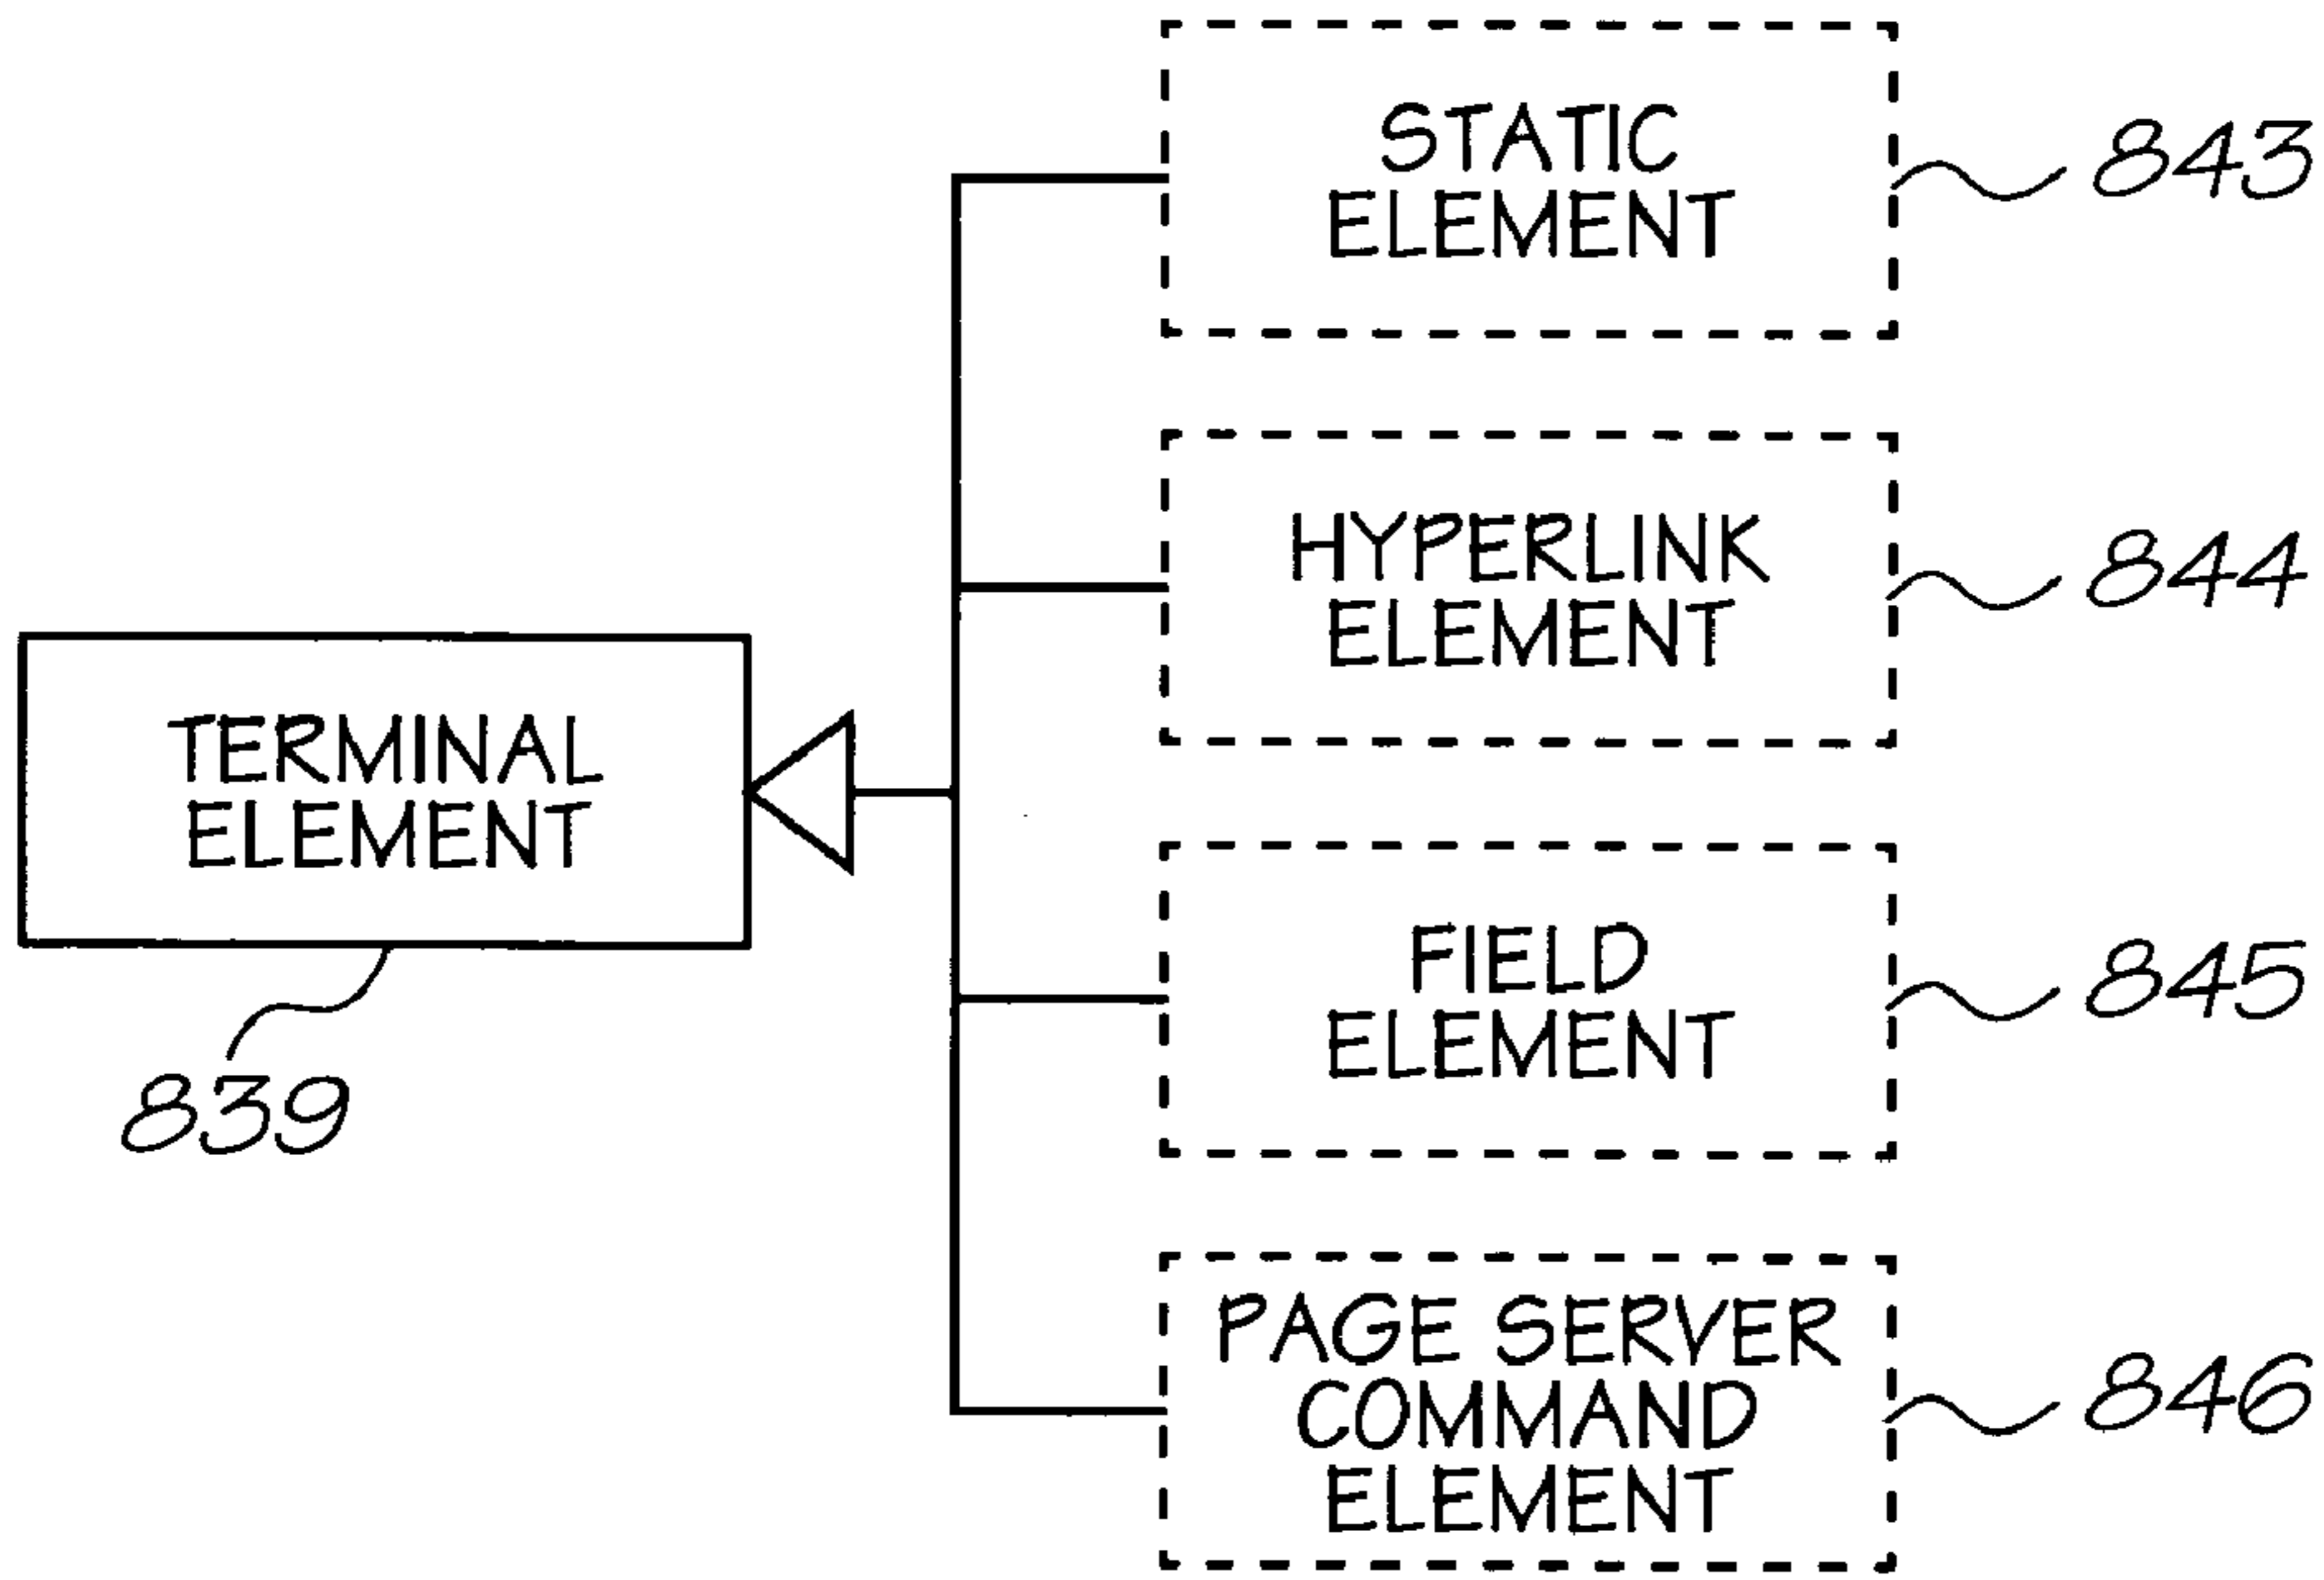 STATIC
ELEMENT
843
HYPERLINK
ELEMENT
844
TERMINAL
ELEMENT
839
FIELD
ELEMENT
845
PAGE SERVER
COMMAND
ELEMENT
846